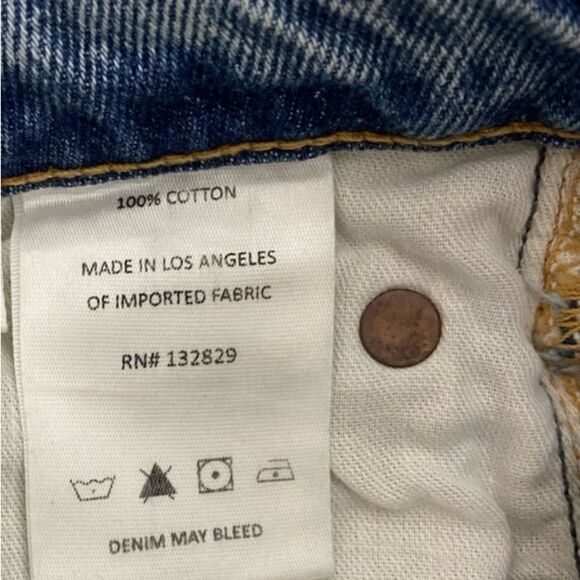 100% COTTON
MADE IN LOS ANGELES
OF IMPORTED FABRIC
RN# 132829
DENIM MAY BLEED